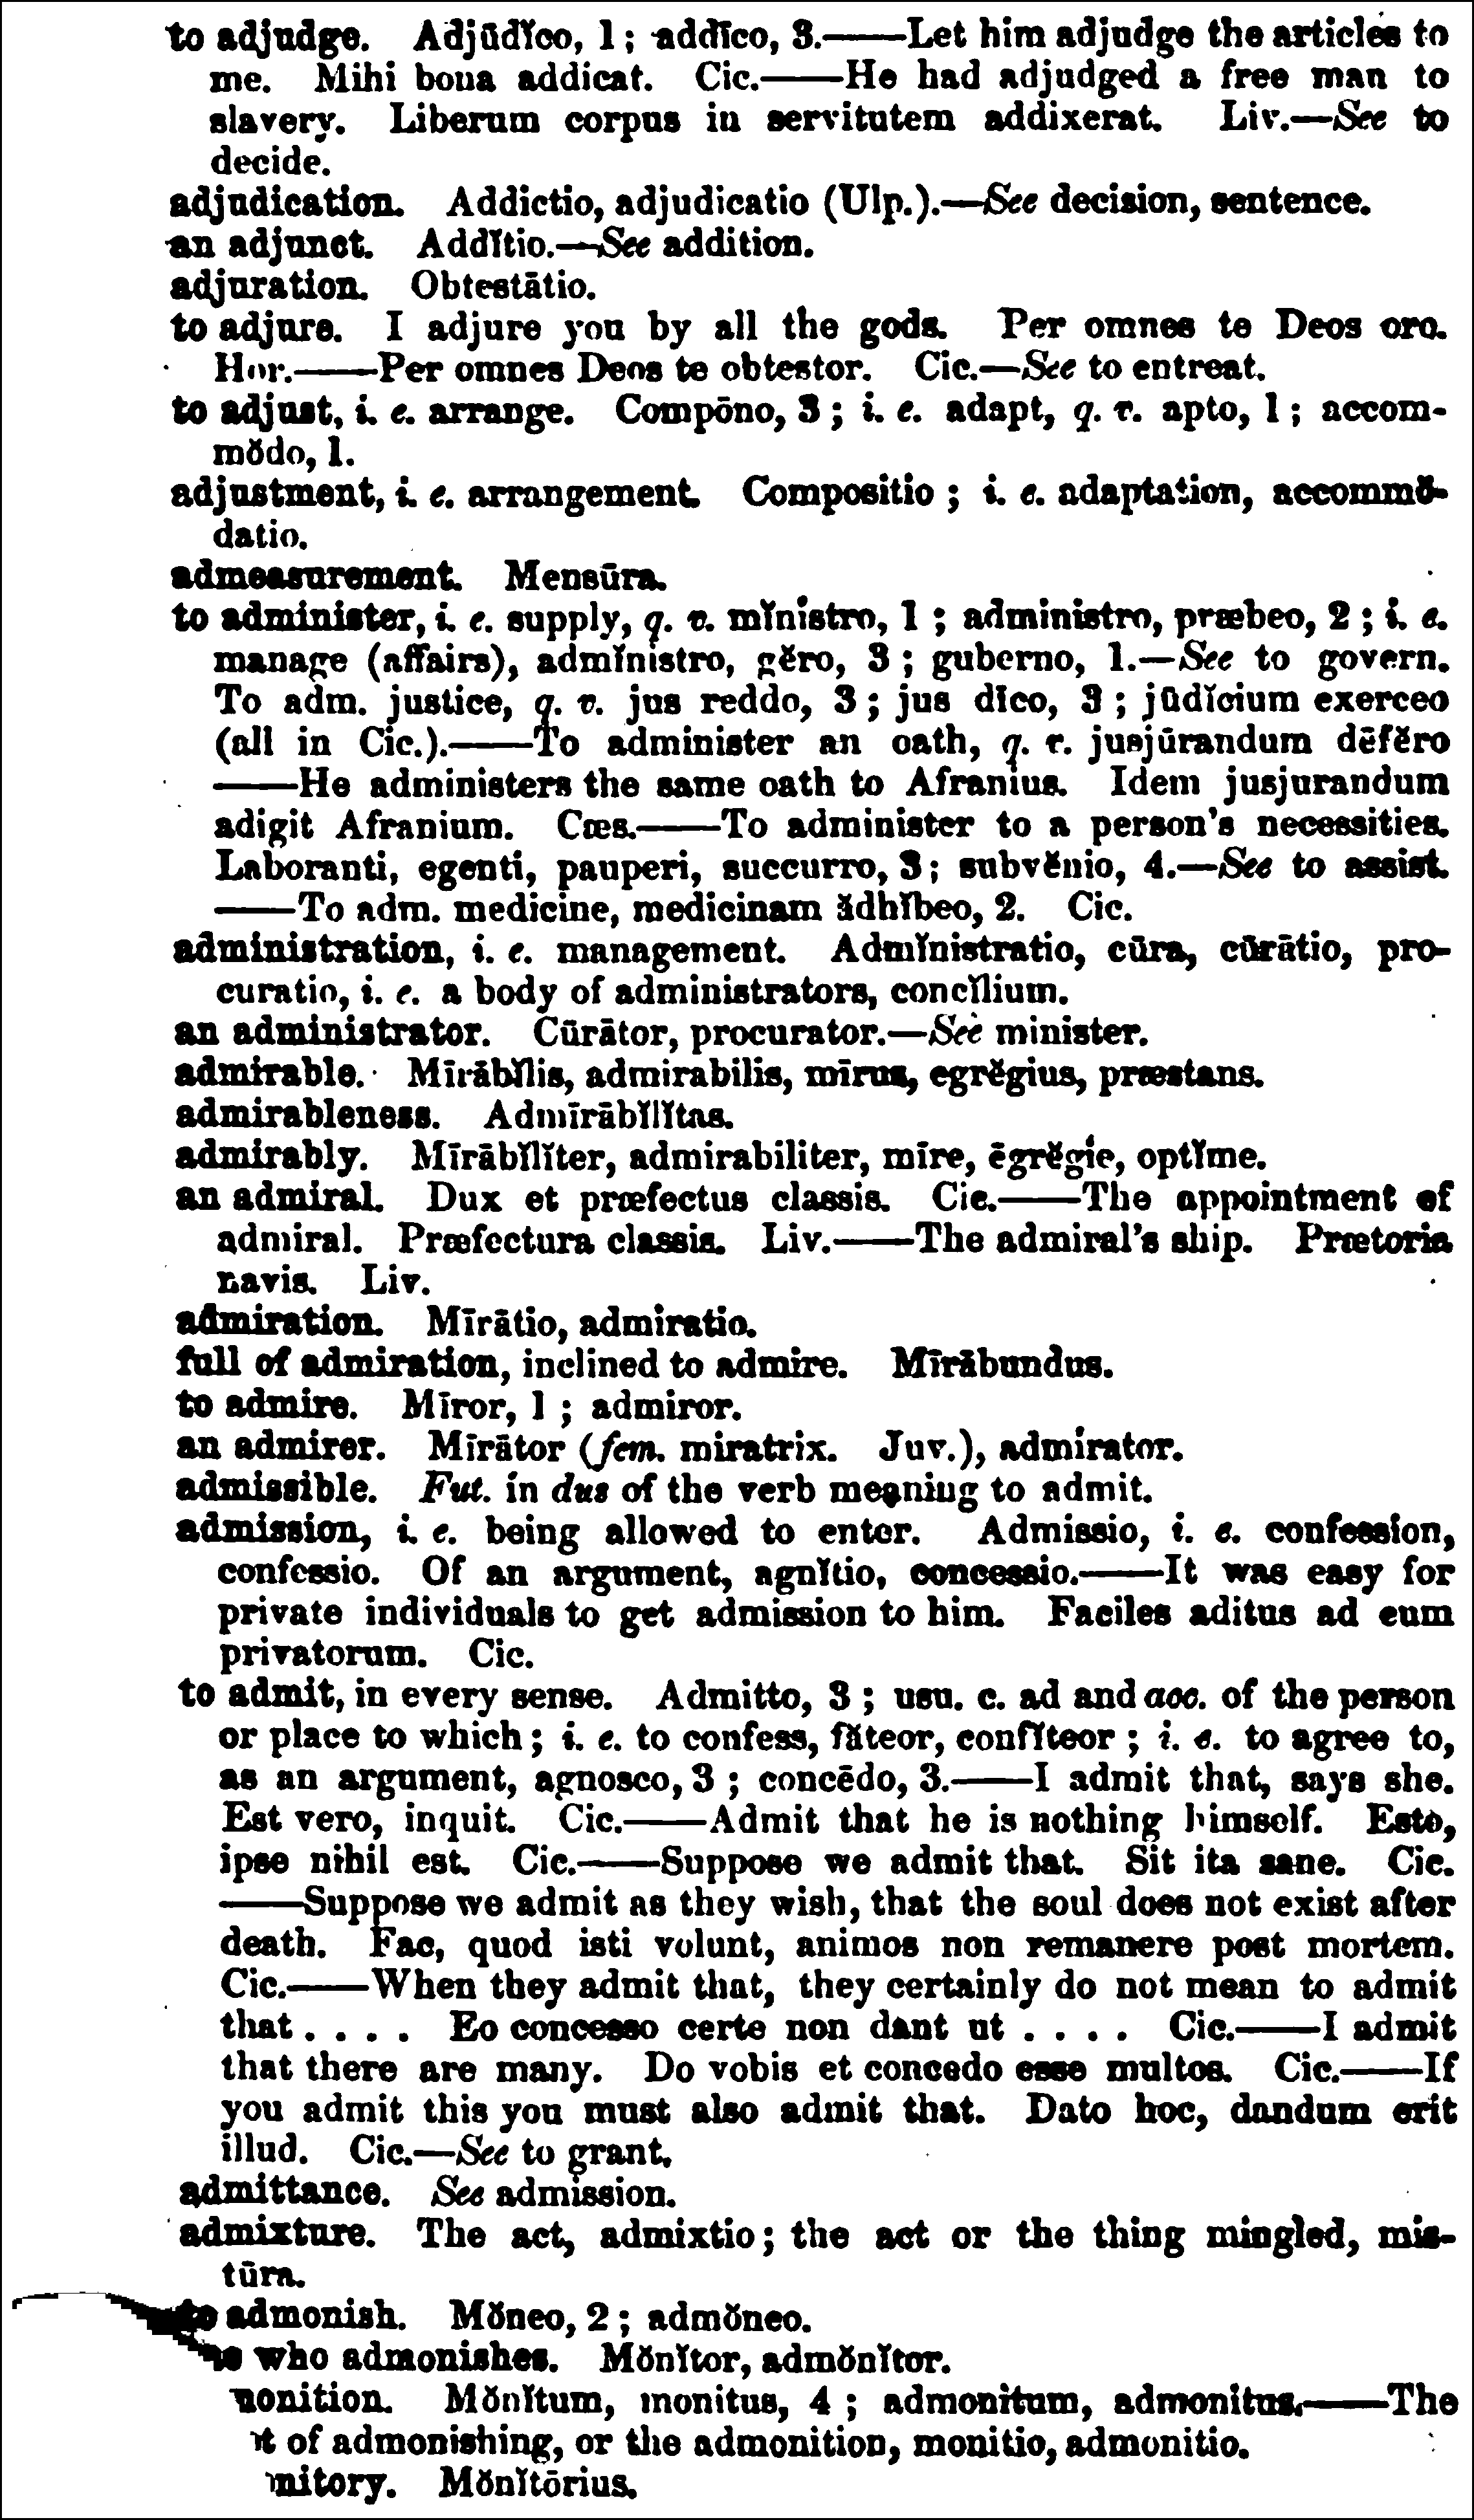 to adjudge. Adjūdĭco, 1; addīco, 3.——Let him adjudge the articles to
me. Mihi bona addicat. Cic.——He had adjudged a free man to
slavery. Liberum corpus in servitutem addixerat. Liv.—See to
decide.
adjudication. Addictio, adjudicatio (Ulp.).—See decision, sentence.
an adjunct. Addĭtio.—See addition.
adjuration. Obtestātio.
to adjure. I adjure you by all the gods. Per omnes te Deos oro.
Hor.——Per omnes Deos te obtestor. Cic.—See to entreat.
to adjust, i. e. arrange. Compōno, 3; i. e. adapt, q. v. apto, 1; accom-
mŏdo, 1.
adjustment, i. e. arrangement. Compositio; i. e. adaptation, accommŏ-
datio.
admeasurement. Mensūra.
to administer, i. e. supply, q. v. mĭnistro, 1; administro, præbeo, 2; i. e.
manage (affairs), admĭnistro, gĕro, 3; guberno, 1.—See to govern.
To adm. justice, q. v. jus reddo, 3; jus dīco, 3; jūdĭcium exerceo
(all in Cic.).——To administer an oath, q. v. jusjūrandum dēfĕro
——He administers the same oath to Afranius. Idem jusjurandum
adigit Afranium. Cæs.——To administer to a person's necessities.
Laboranti, egenti, pauperi, succurro, 3; subvĕnio, 4.—See to assist.
——To adm. medicine, medicinam ădhĭbeo, 2. Cic.
administration, i. e. management. Admĭnistratio, cūra, cūrātio, pro-
curatio, i. e. a body of administrators, concĭlium.
an administrator. Cūrātor, procurator.—See minister.
admirable. Mīrābĭlis, admirabilis, mīrus, egrĕgius, præstans.
admirableness. Admīrābĭlĭtas.
admirably. Mīrābĭlĭter, admirabiliter, mīre, ēgrĕgie, optĭme.
an admiral. Dux et præfectus classis. Cic.——The appointment of
admiral. Præfectura classis. Liv.——The admiral's ship. Prætoria
navis. Liv.
admiration. Mīrātio, admiratio.
full of admiration, inclined to admire. Mīrābundus.
to admire. Mīror, 1; admiror.
an admirer. Mīrātor (fem. miratrix. Juv.), admirator.
admissible. Fut. in dus of the verb meaning to admit.
admission, i. e. being allowed to enter. Admissio, i. e. confession,
confessio. Of an argument, agnĭtio, concessio.——It was easy for
private individuals to get admission to him. Faciles aditus ad eum
privatorum. Cic.
to admit, in every sense. Admitto, 3; usu. c. ad and acc. of the person
or place to which; i. e. to confess, făteor, confĭteor; i. e. to agree to,
as an argument, agnosco, 3; concēdo, 3.——I admit that, says she.
Est vero, inquit. Cic.——Admit that he is nothing himself. Esto,
ipse nihil est. Cic.——Suppose we admit that. Sit ita sane. Cic.
——Suppose we admit as they wish, that the soul does not exist after
death. Fac, quod isti volunt, animos non remanere post mortem.
Cic.——When they admit that, they certainly do not mean to admit
that . . . . Eo concesso certe non dant ut . . . . Cic.——I admit
that there are many. Do vobis et concedo esse multos. Cic.——If
you admit this you must also admit that. Dato hoc, dandum erit
illud. Cic.—See to grant.
admittance. See admission.
admixture. The act, admixtio; the act or the thing mingled, mis-
tūra.
to admonish. Mŏneo, 2; admŏneo.
who admonishes. Mŏnĭtor, admŏnĭtor.
nonition. Mŏnĭtum, monitus, 4; admonitum, admonitus.——The
t of admonishing, or the admonition, monitio, admonitio.
nitory. Mŏnĭtōrius.